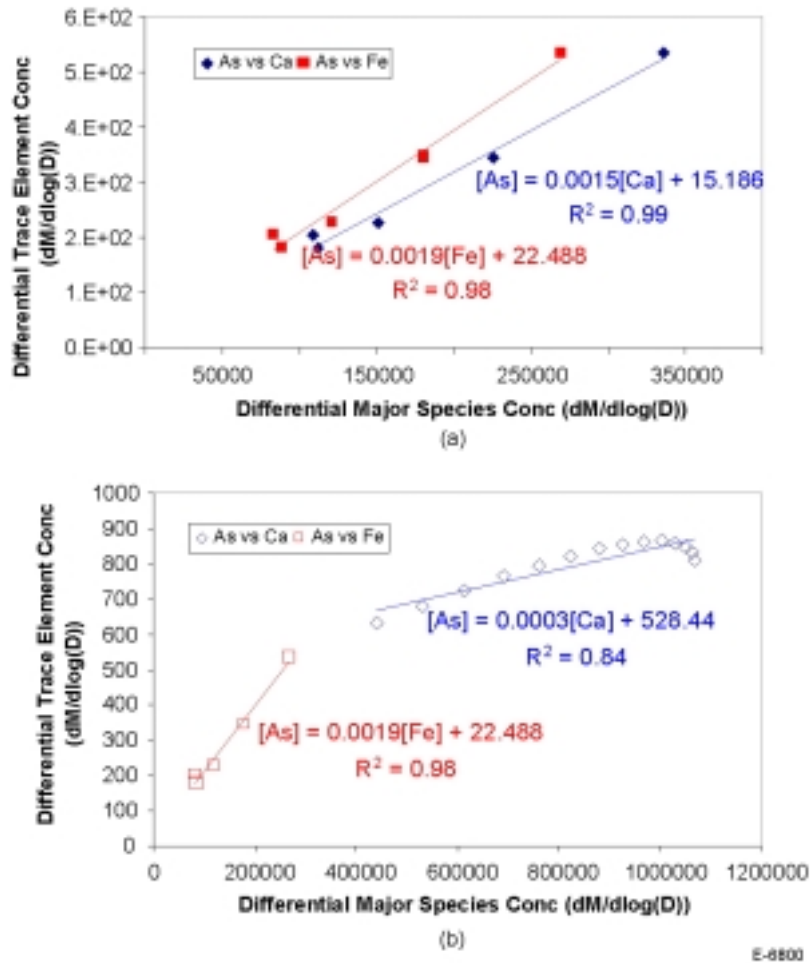 Differential Trace Element Conc
(dM/dlog(D))
6.E+02
5.E+02
4.E+02
3.E+02
2.E+02
1.E+02
0.E+00
As vs Ca As vs Fe
[As] = 0.0015[Ca] + 15.186
R² = 0.99
[As] = 0.0019[Fe] + 22.488
R² = 0.98
50000 150000 250000 350000
Differential Major Species Conc (dM/dlog(D))
(a)
Differential Trace Element Conc
(dM/dlog(D))
1000
900
800
700
600
500
400
300
200
100
0
As vs Ca As vs Fe
[As] = 0.0003[Ca] + 528.44
R² = 0.84
[As] = 0.0019[Fe] + 22.488
R² = 0.98
0 200000 400000 600000 800000 1000000 1200000
Differential Major Species Conc (dM/dlog(D))
(b)
E-6800